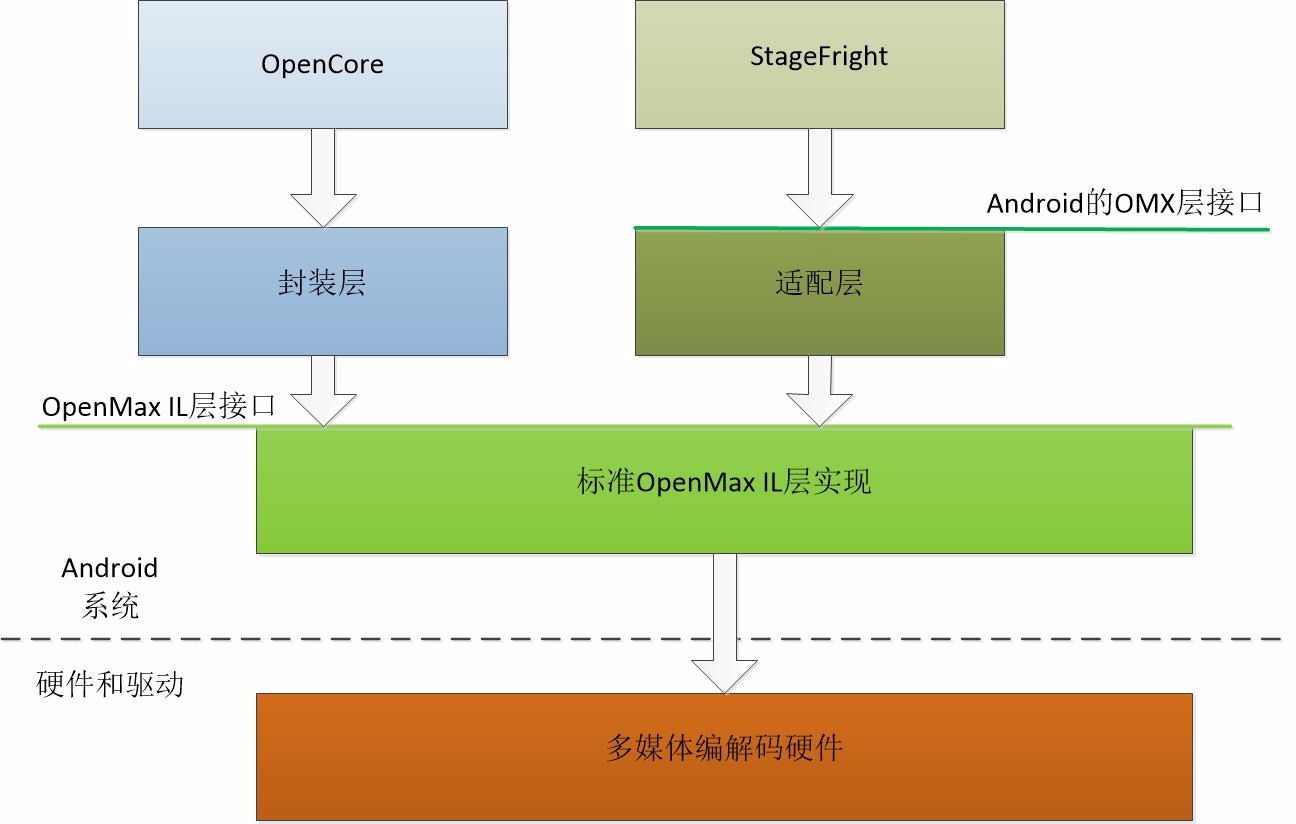 OpenCore
StageFright
Android的OMX层接口
封装层
适配层
OpenMax IL层接口
标准OpenMax IL层实现
Android
系统
硬件和驱动
多媒体编解码硬件